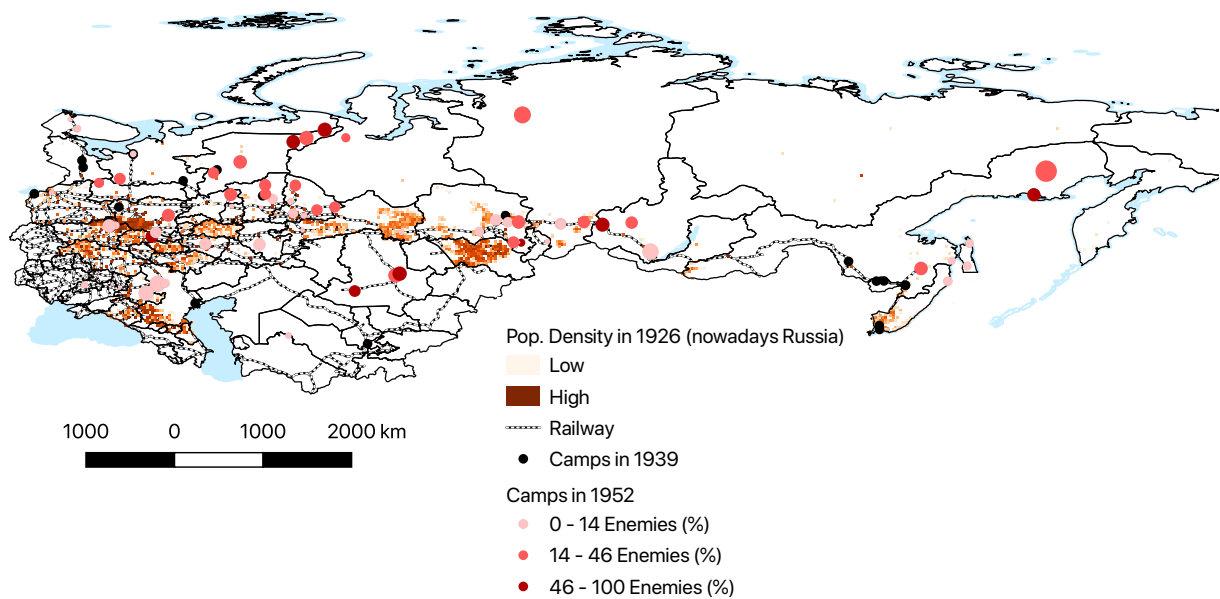 Pop. Density in 1926 (nowadays Russia)
Low
High
Railway
Camps in 1939
Camps in 1952
0 - 14 Enemies (%)
14 - 46 Enemies (%)
46 - 100 Enemies (%)
1000 0 1000 2000 km